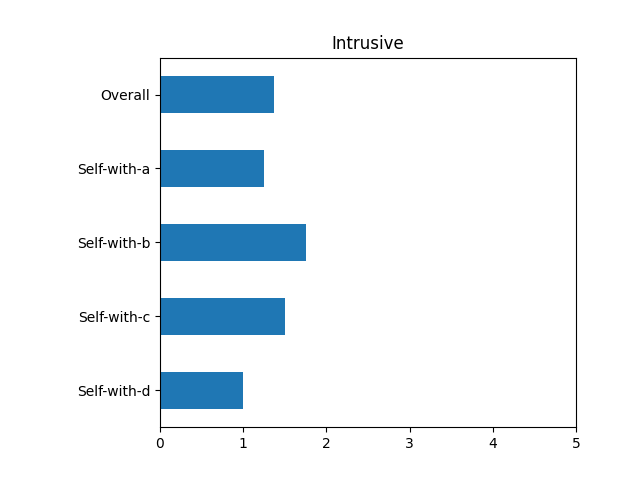 Intrusive
Overall
Self-with-a
Self-with-b
Self-with-c
Self-with-d
0 1 2 3 4 5